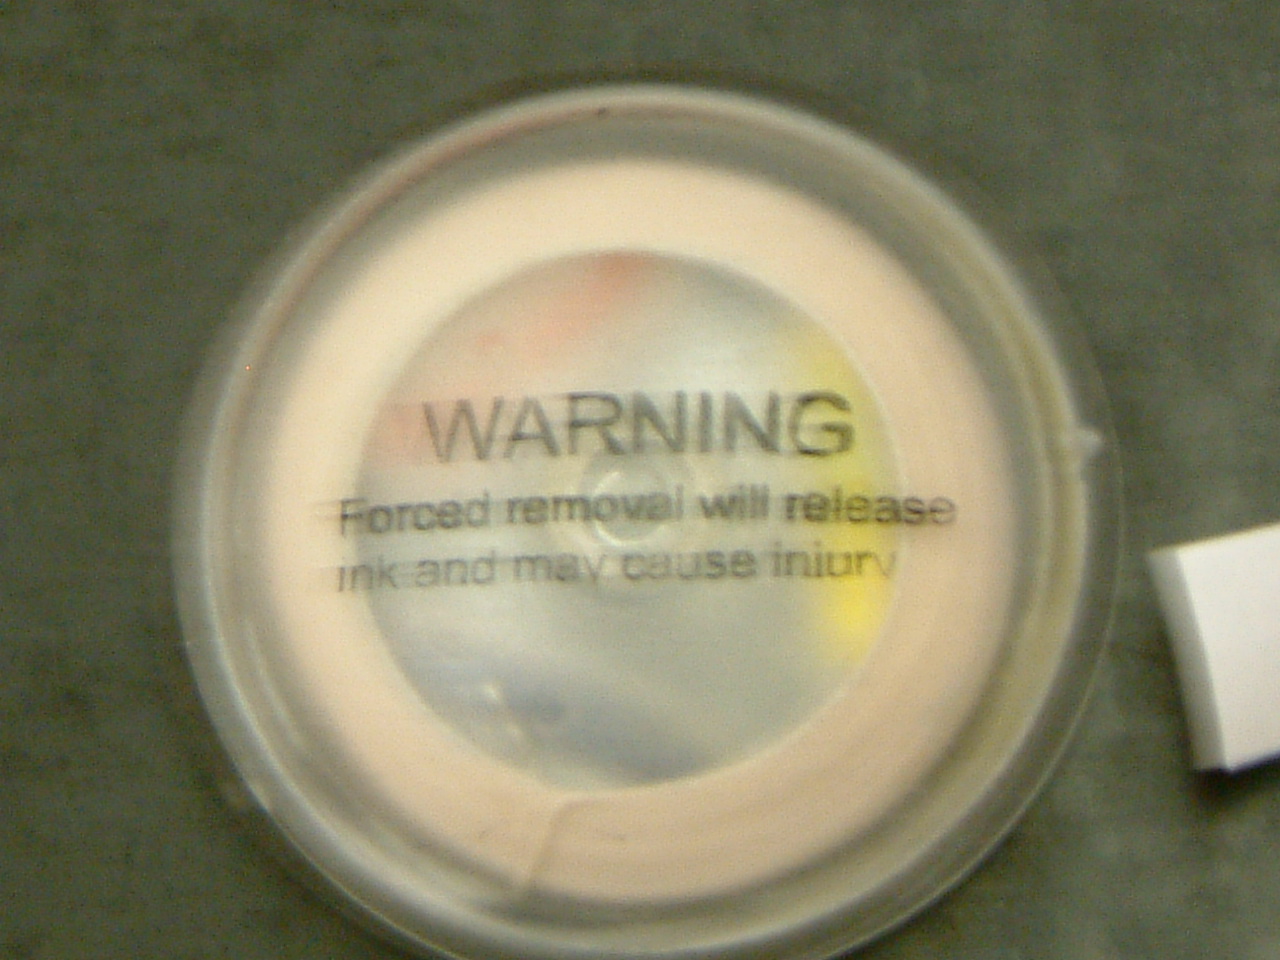 WARNING
Forced removal will release
ink and may cause injury